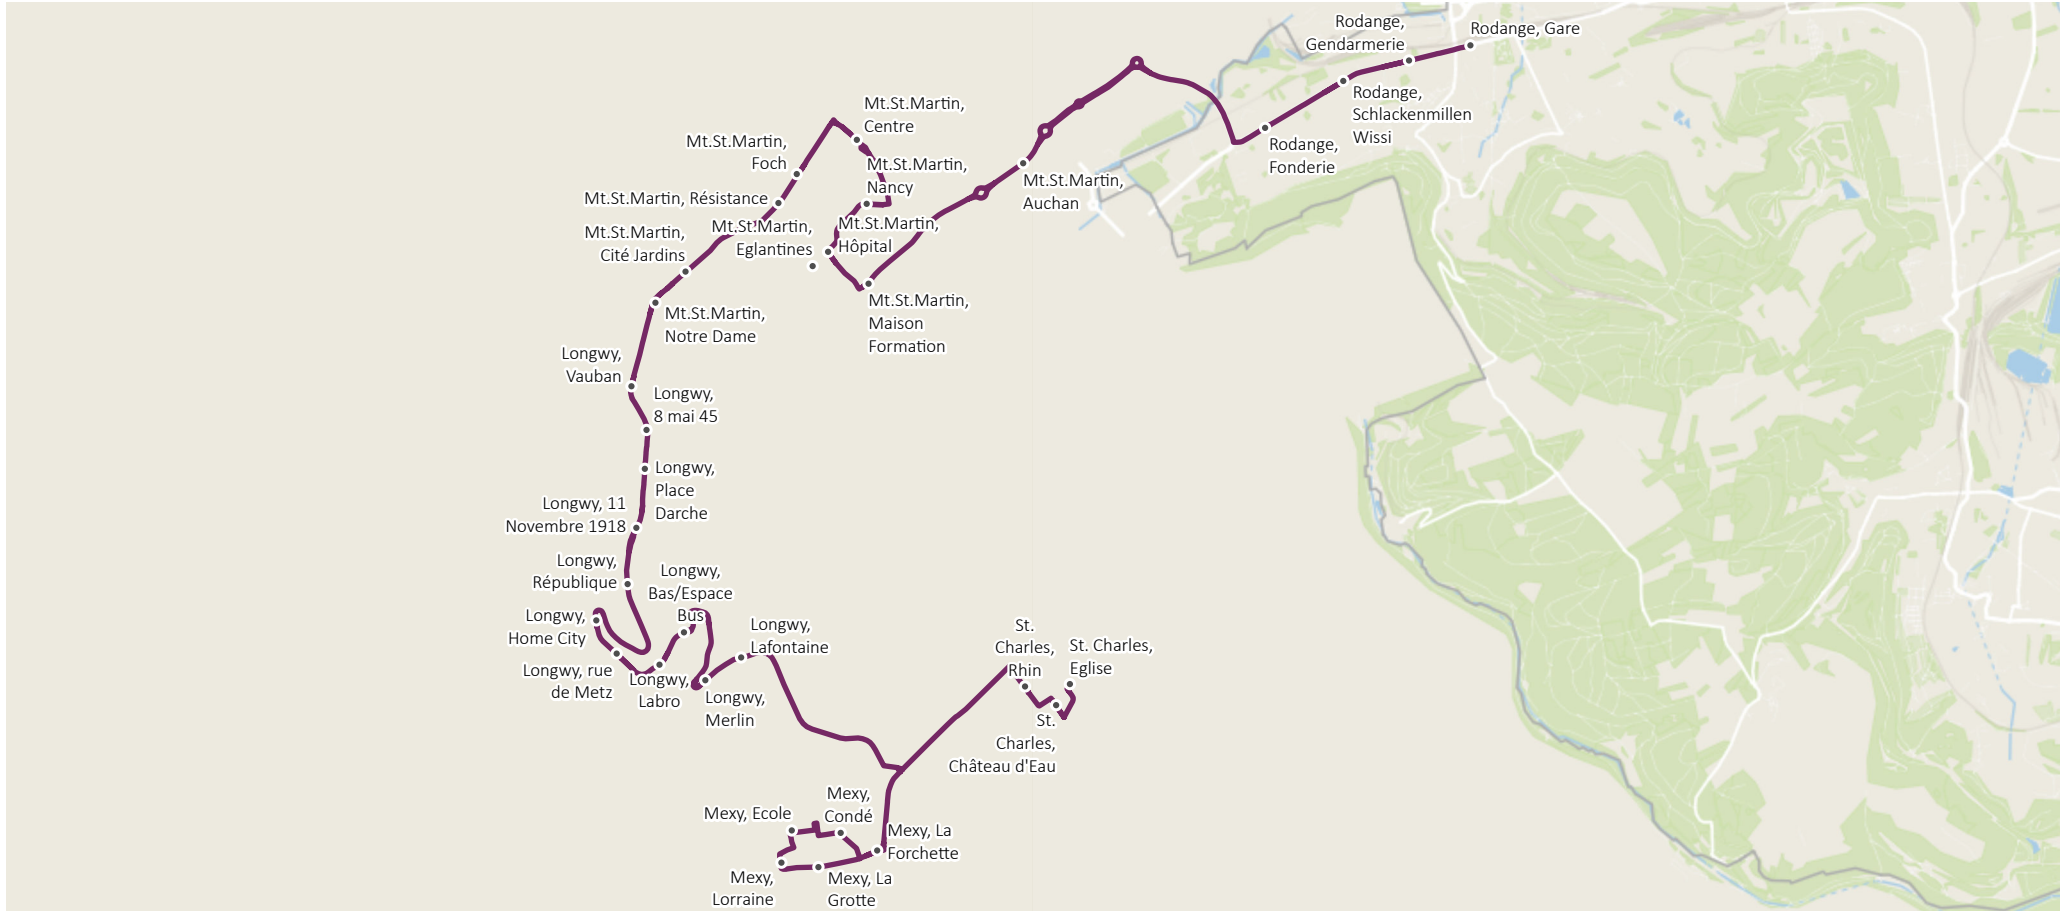 Rodange,
Gendarmerie
Rodange, Gare
Rodange,
Schlackenmillen
Wissi
Rodange,
Fonderie
Mt.St.Martin,
Centre
Mt.St.Martin,
Foch
Mt.St.Martin,
Nancy
Mt.St.Martin,
Auchan
Mt.St.Martin, Résistance
Mt.St.Martin,
Eglantines
Mt.St.Martin,
Hôpital
Mt.St.Martin,
Cité Jardins
Mt.St.Martin,
Maison
Formation
Mt.St.Martin,
Notre Dame
Longwy,
Vauban
Longwy,
8 mai 45
Longwy,
Place
Darche
Longwy, 11
Novembre 1918
Longwy,
République
Longwy,
Bas/Espace
Bus
Longwy,
Home City
Longwy,
Lafontaine
Longwy, rue
de Metz
Longwy,
Labro
Longwy,
Merlin
St.
Charles,
Rhin
St. Charles,
Eglise
St.
Charles,
Château d'Eau
Mexy, Ecole
Mexy,
Condé
Mexy, La
Forchette
Mexy,
Lorraine
Mexy, La
Grotte